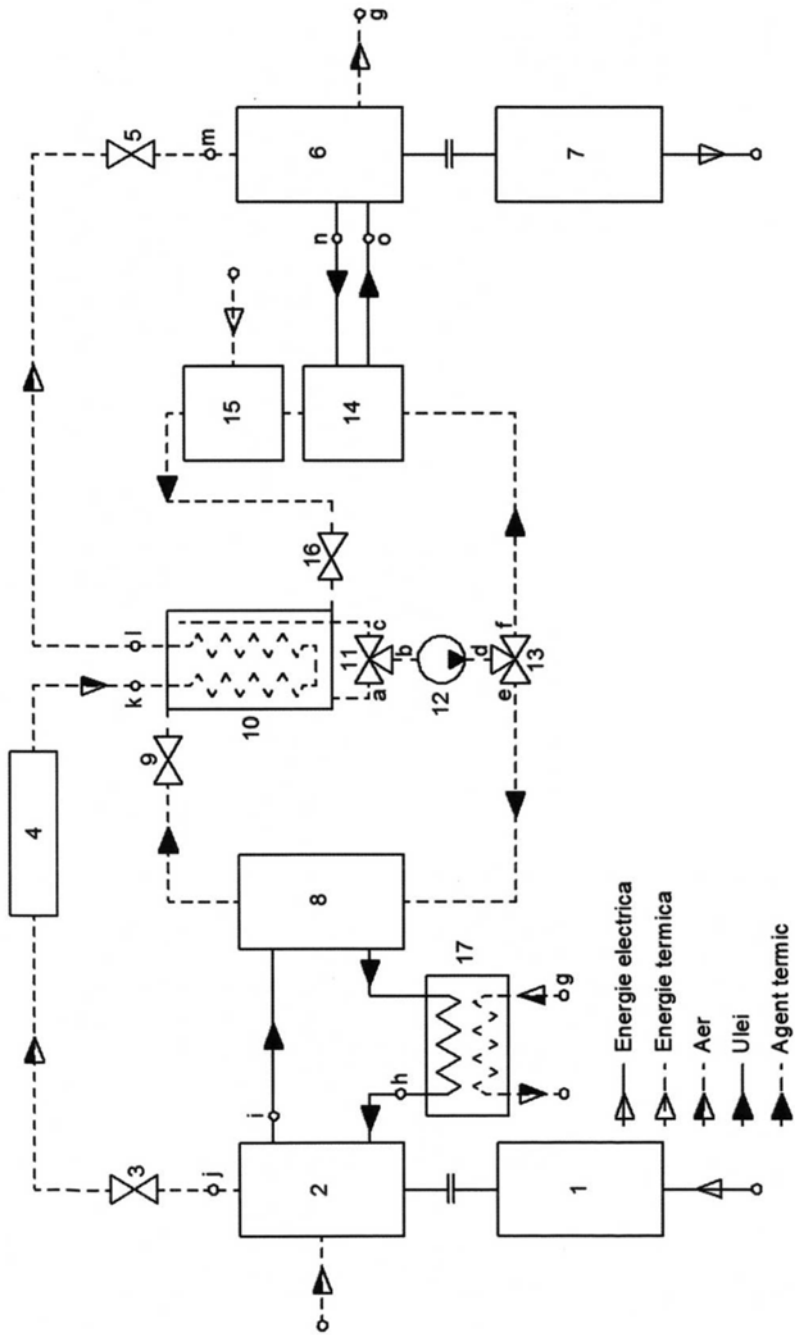 4
3
5
k
l
9
j
m
15
i
10
16
2
8
6
n
14
11
a
c
g
o
h
b
12
17
d
e
f
13
g
1
7
Energie electrica
Energie termica
Aer
Ulei
Agent termic